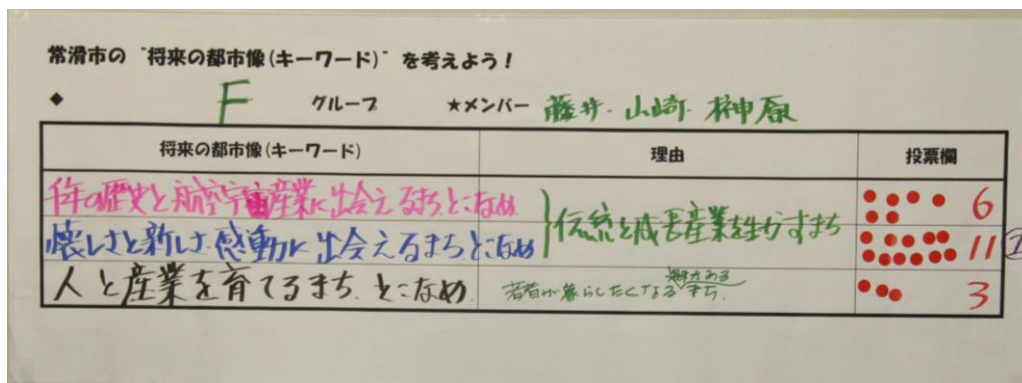 常滑市の“将来の都市像(キーワード)”を考えよう!
◆ F グループ ★メンバー 藤井・山崎・榊原
将来の都市像(キーワード) 理由 投票欄
千年の歴史と航空宇宙産業に出会えるまち とこなめ 6
懐しさと新しさ、感動に出会えるまち とこなめ 伝統と成長産業を生かすまち 11
人と産業を育てるまち とこなめ 若者が暮らしたくなる魅力あるまち 3